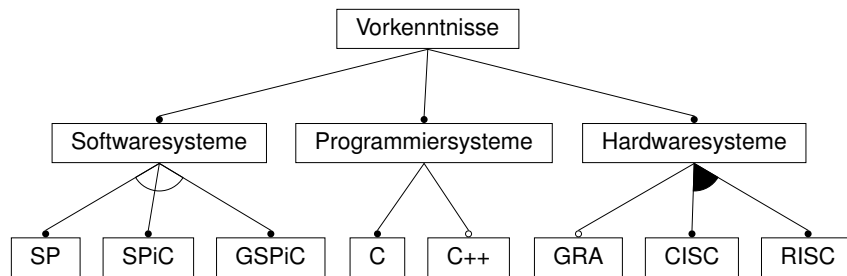 Vorkenntnisse
Softwaresysteme
Programmiersysteme
Hardwaresysteme
SP
SPiC
GSPiC
C
C++
GRA
CISC
RISC